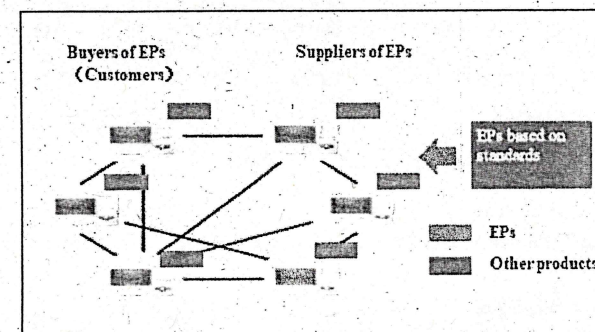 Buyers of EPs
(Customers)
Suppliers of EPs
EPs based on
standards
EPs
Other products